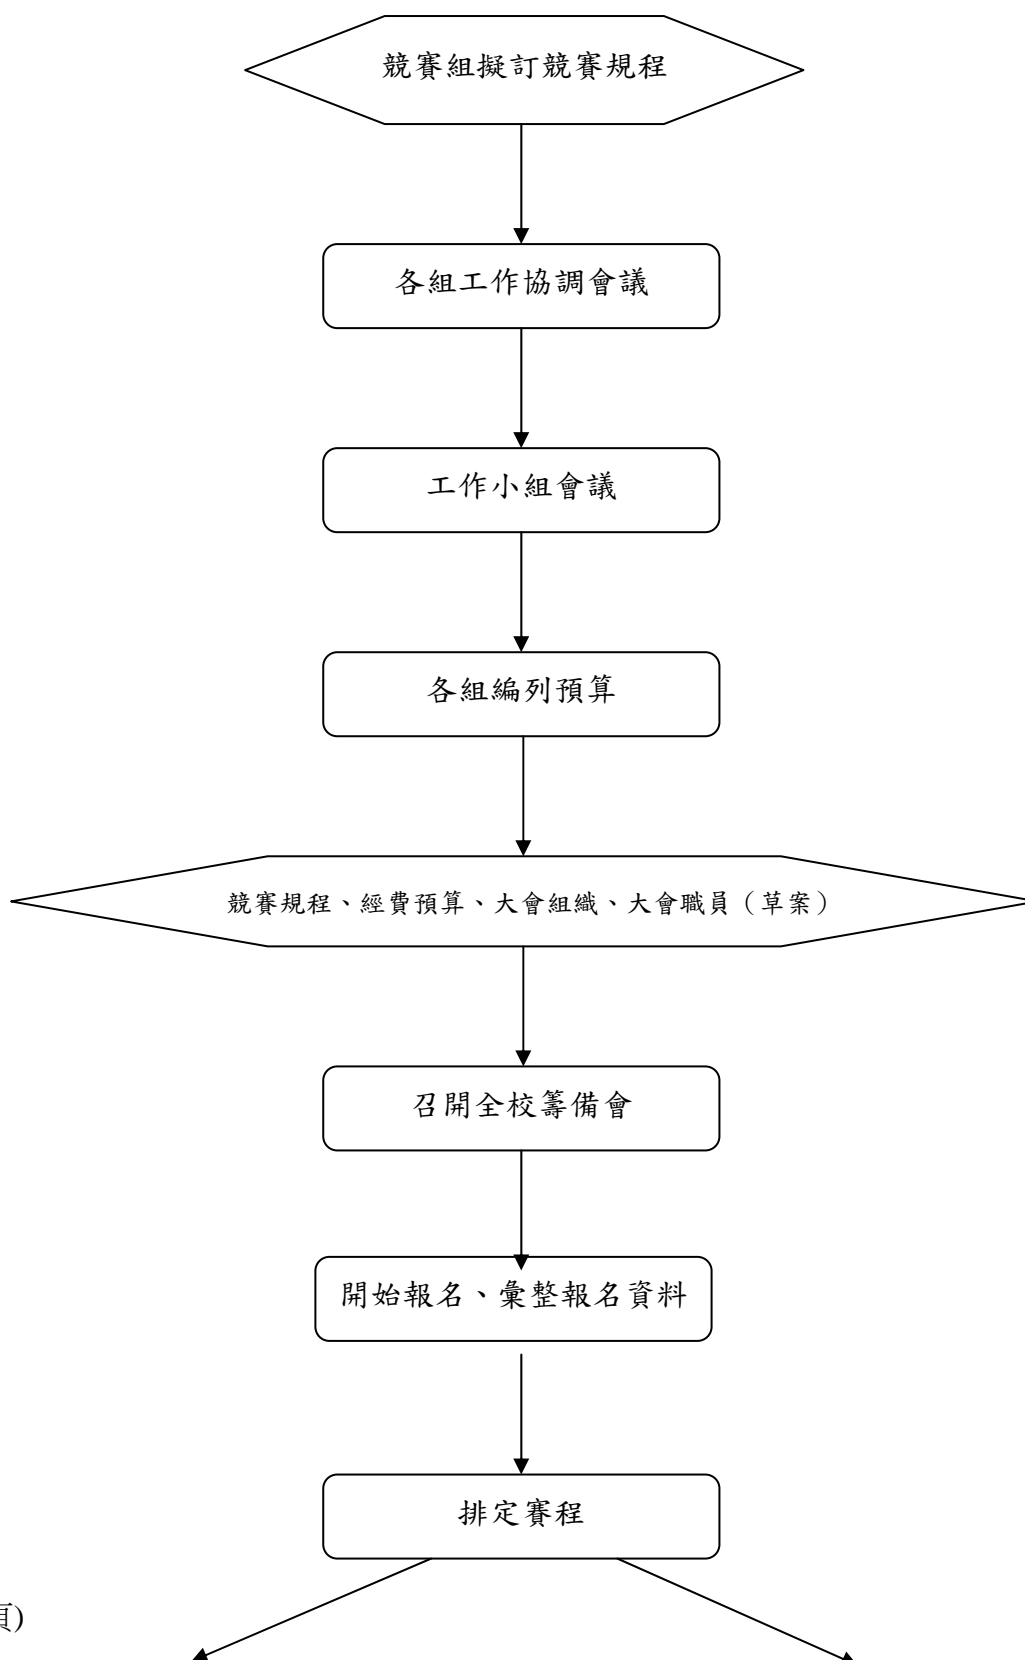 競賽組擬訂競賽規程
各組工作協調會議
工作小組會議
各組編列預算
競賽規程、經費預算、大會組織、大會職員（草案）
召開全校籌備會
開始報名、彙整報名資料
排定賽程
頁)